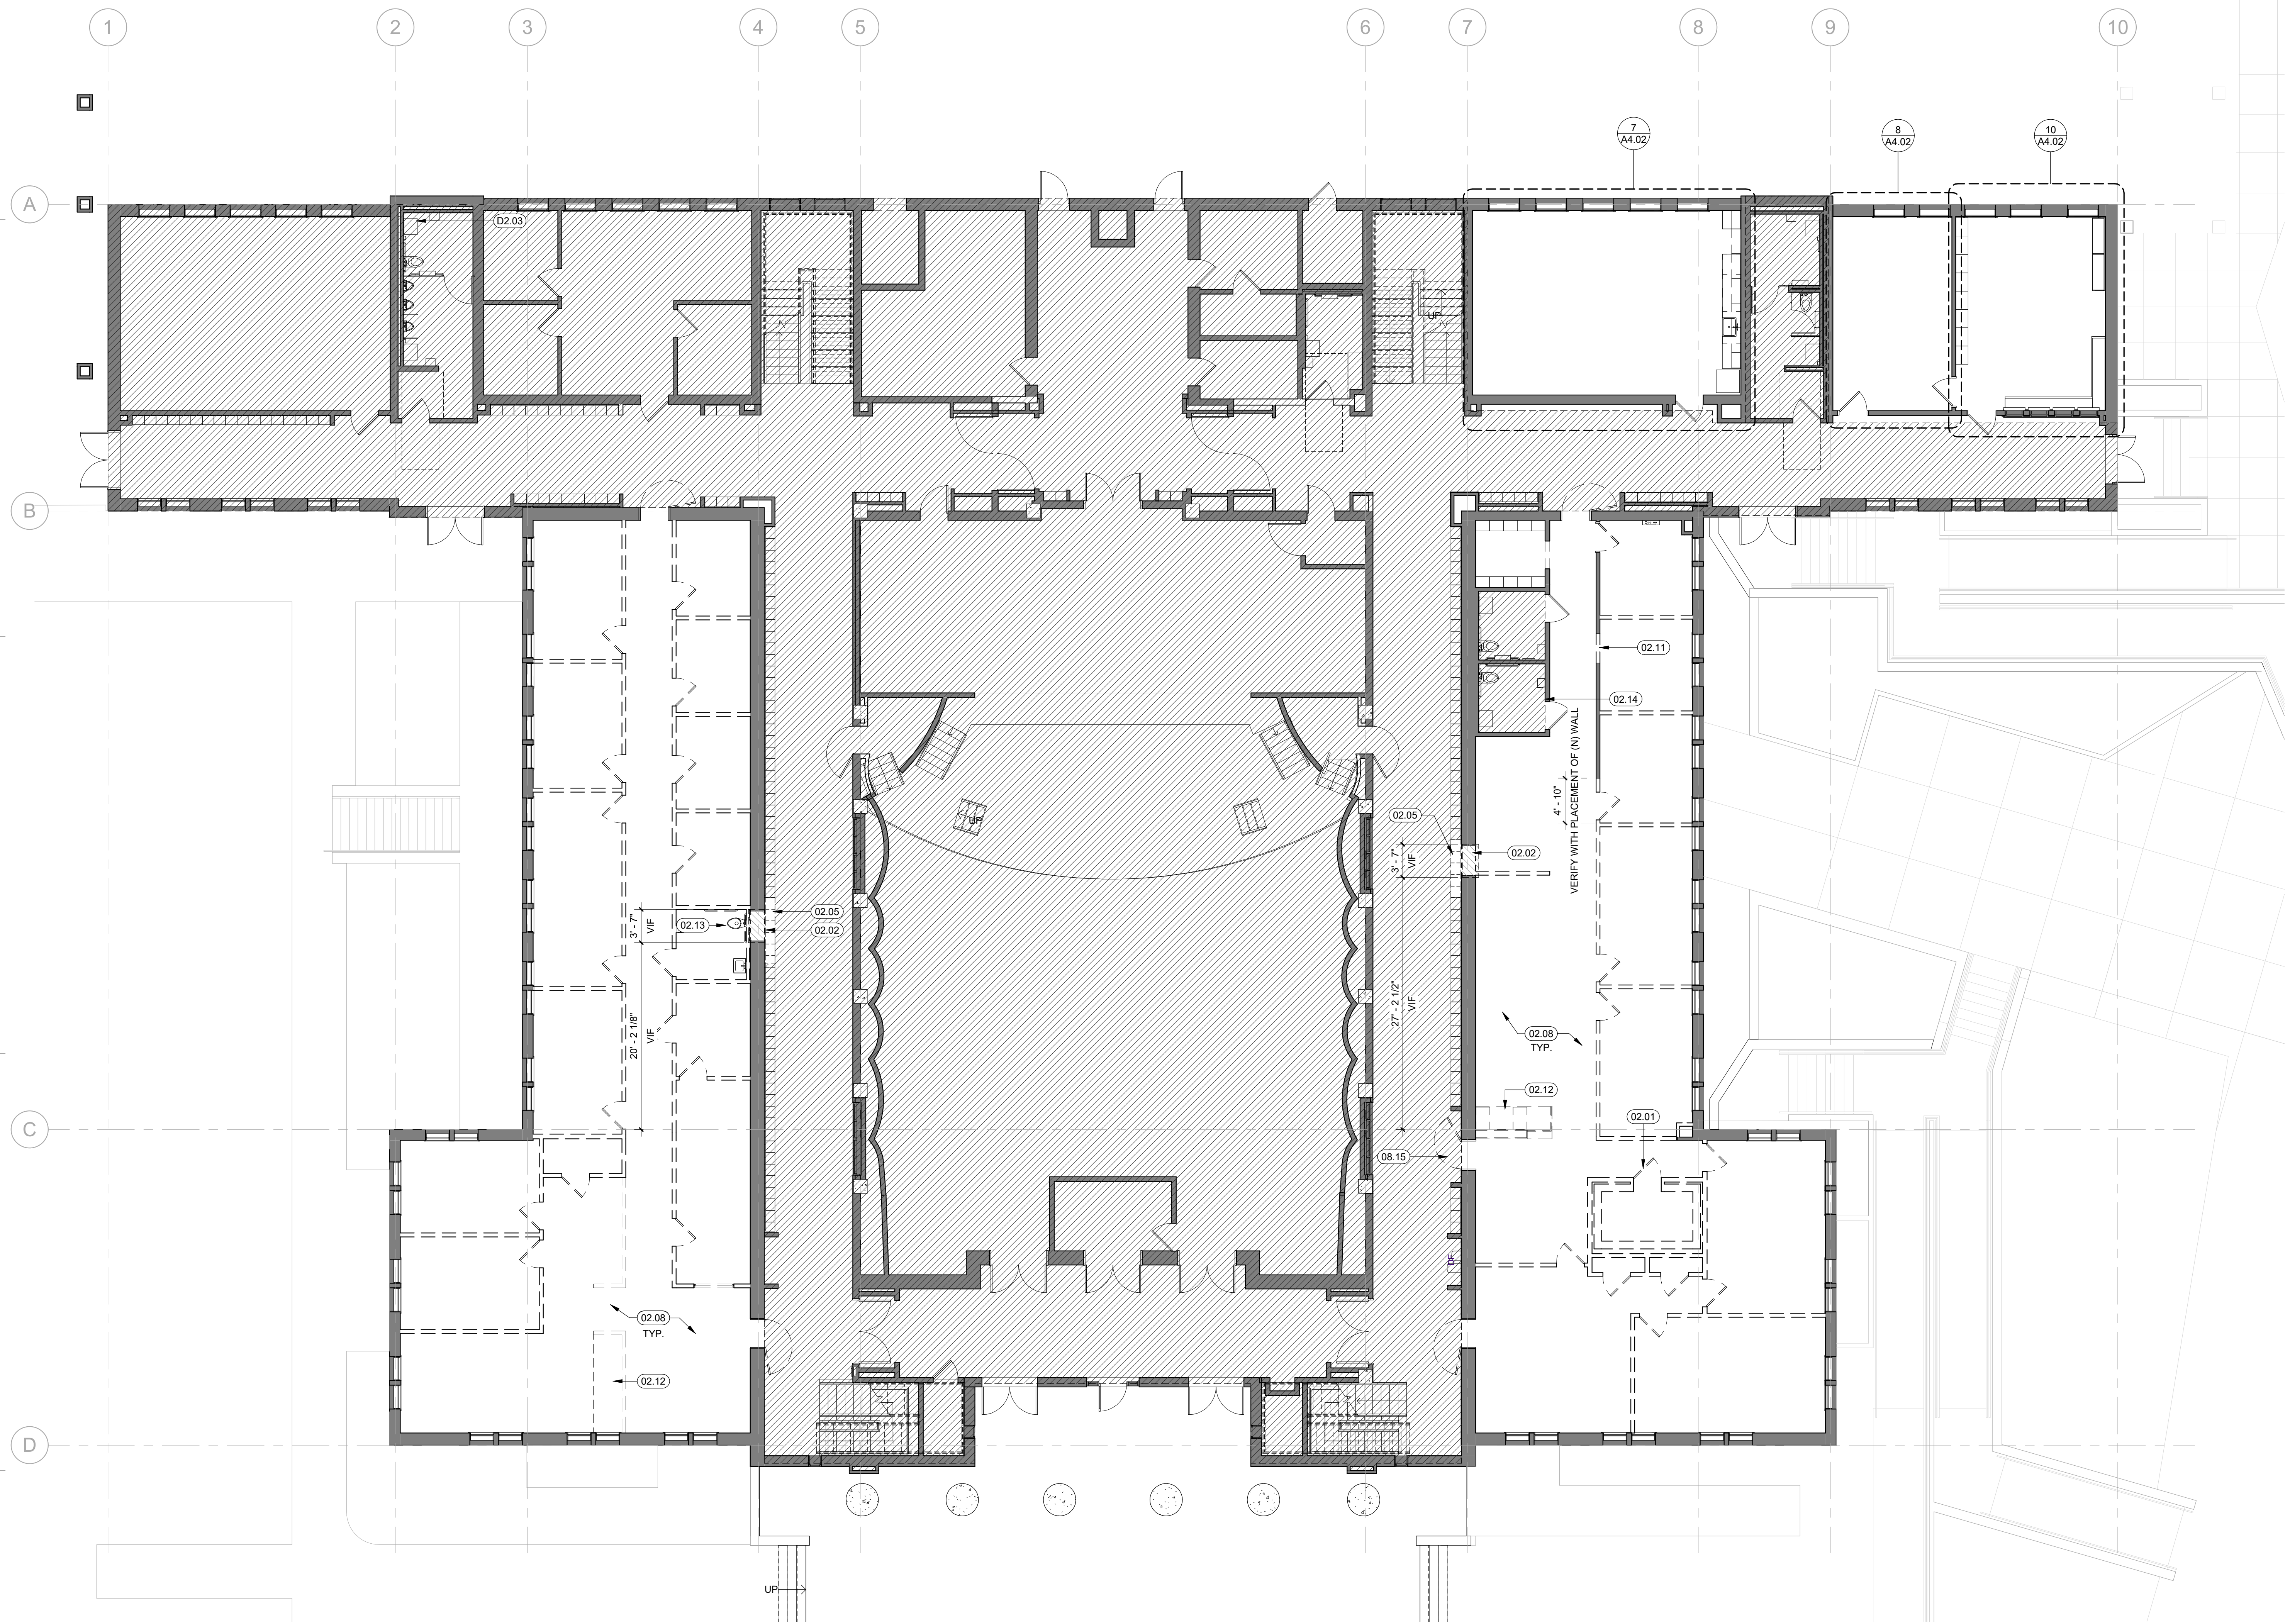 1 2 3 4 5 6 7 8 9 10
7
A4.02
8
A4.02
10
A4.02
A
D2.03
UP
B
02.11
02.14
VERIFY WITH PLACEMENT OF (N) WALL
4' - 10"
UP
02.05
02.02
3' - 7"
VIF
02.05
02.13
02.02
3' - 7"
VIF
27' - 2 1/2"
VIF
20' - 2 1/8"
VIF
02.08
TYP.
02.12
C
02.01
08.15
DF
02.08
TYP.
02.12
D
UP